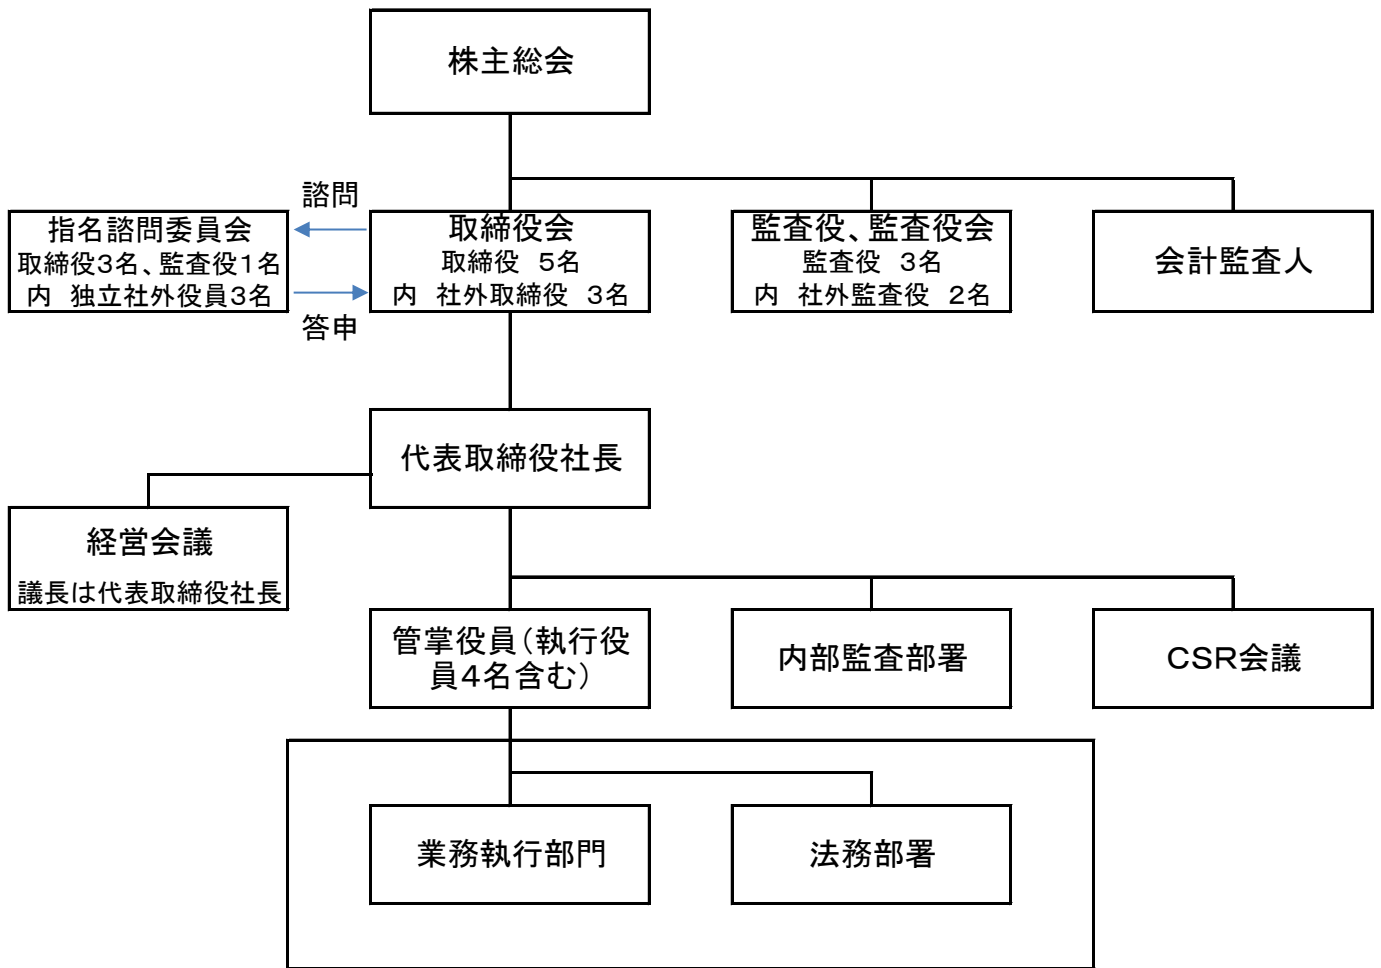 株主総会
諮問
指名諮問委員会
取締役3名、監査役1名
内　独立社外役員3名
答申
取締役会
取締役　5名
内　社外取締役　3名
監査役、監査役会
監査役　3名
内　社外監査役　2名
会計監査人
代表取締役社長
経営会議
議長は代表取締役社長
管掌役員（執行役
員4名含む）
内部監査部署
CSR会議
業務執行部門
法務部署